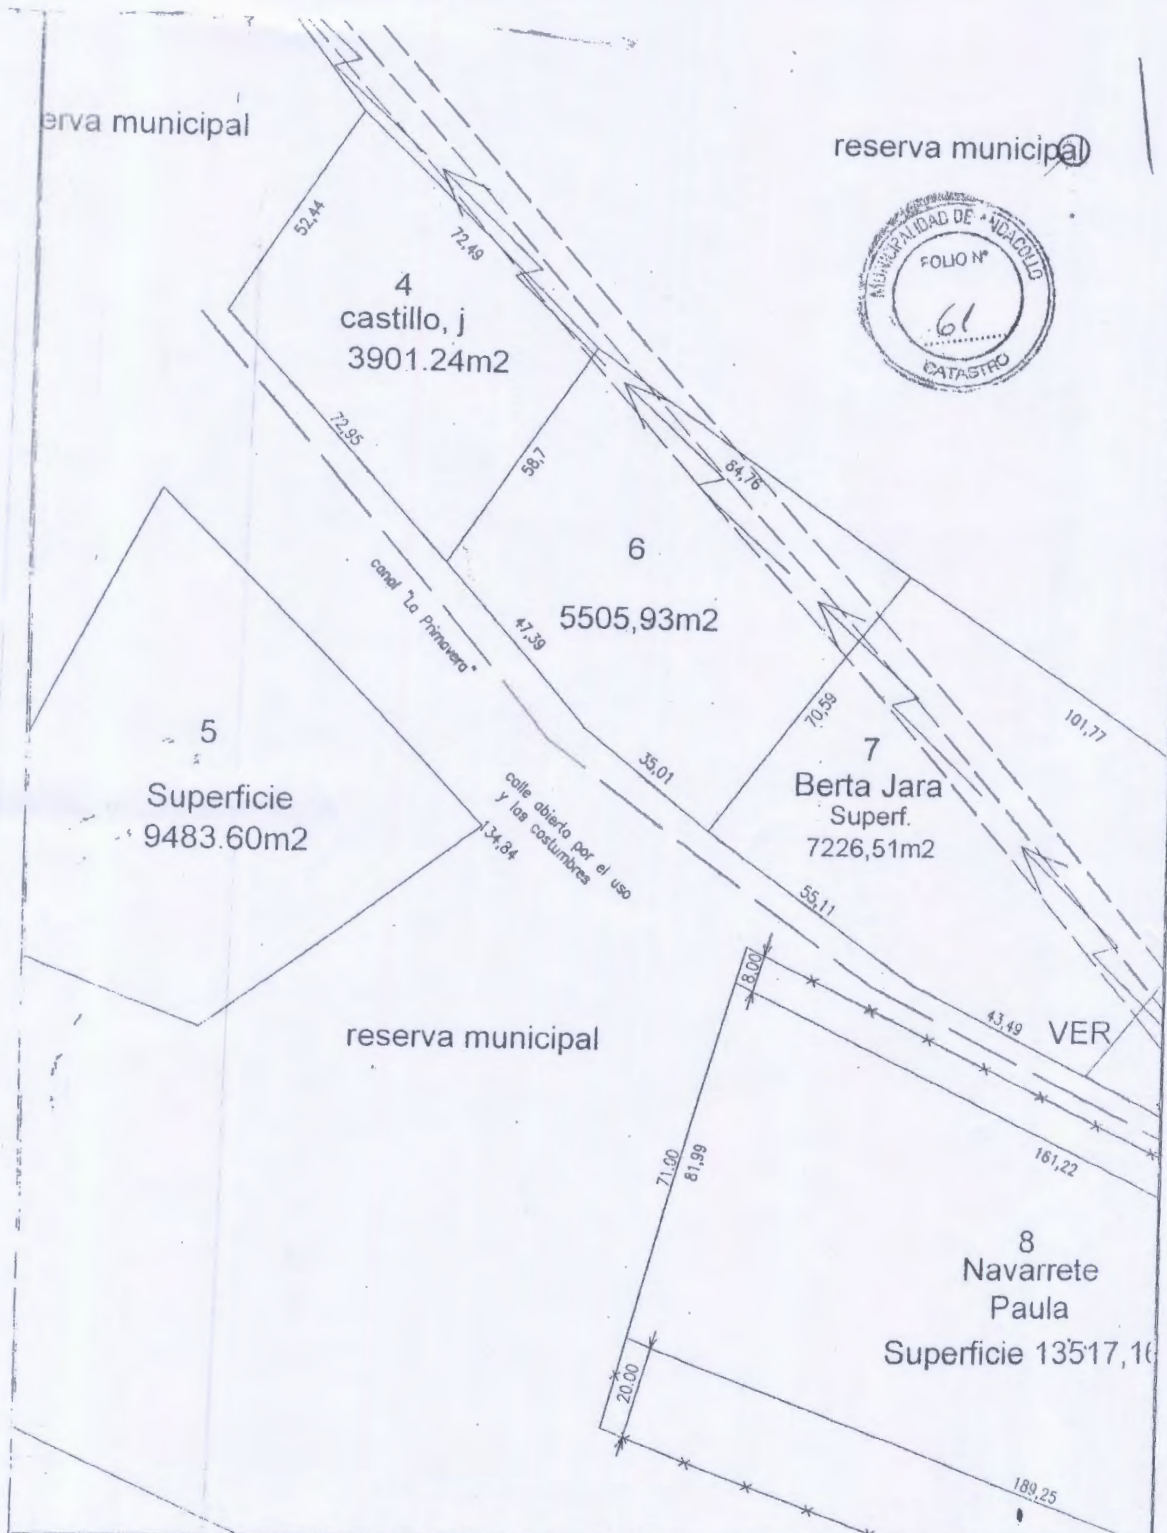 erva municipal
reserva municipal
MUNICIPALIDAD DE ANDACOLLO
FOLIO N°
61
CATASTRO
52,44
72,49
4
castillo, j
3901.24m2
72,95
58,7
84,76
6
5505,93m2
canal "La Primavera"
47,39
5
Superficie
9483.60m2
134,84
35,01
70,59
101,77
7
Berta Jara
Superf.
7226,51m2
calle abierta por el uso
y las costumbres
55,11
8.00
43,49
VER
reserva municipal
161,22
71.00
81,99
8
Navarrete
Paula
Superficie 13517,16
20.00
189,25